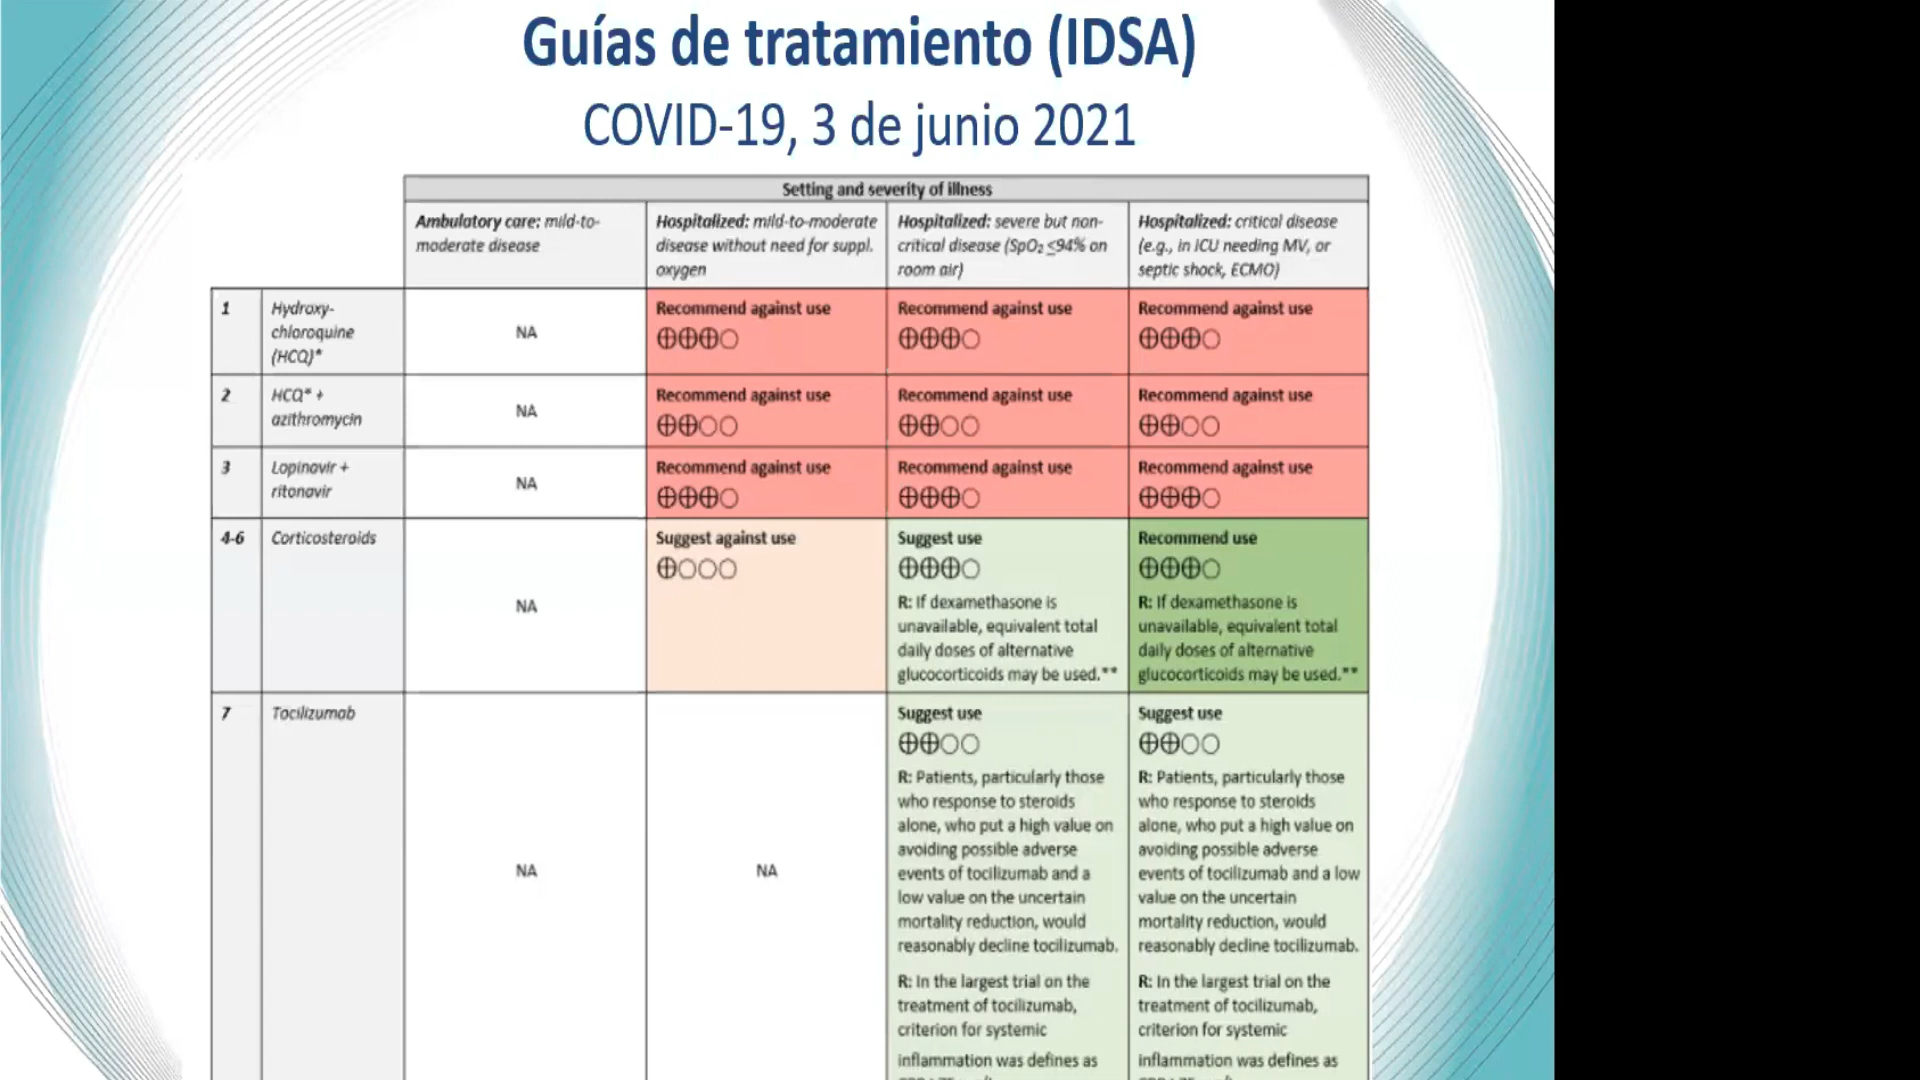 Guías de tratamiento (IDSA)
COVID-19, 3 de junio 2021
Setting and severity of illness
Ambulatory care: mild-to-
moderate disease
Hospitalized: mild-to-moderate
disease without need for suppl.
oxygen
Hospitalized: severe but non-
critical disease (SpO₂ ≤94% on
room air)
Hospitalized: critical disease
(e.g., in ICU needing MV, or
septic shock, ECMO)
1
Hydroxy-
chloroquine
(HCQ)*
NA
Recommend against use
⊕⊕⊕○
Recommend against use
⊕⊕⊕○
Recommend against use
⊕⊕⊕○
2
HCQ* +
azithromycin
NA
Recommend against use
⊕⊕○○
Recommend against use
⊕⊕○○
Recommend against use
⊕⊕○○
3
Lopinavir +
ritonavir
NA
Recommend against use
⊕⊕⊕○
Recommend against use
⊕⊕⊕○
Recommend against use
⊕⊕⊕○
4-6
Corticosteroids
NA
Suggest against use
⊕○○○
Suggest use
⊕⊕⊕○
R: If dexamethasone is
unavailable, equivalent total
daily doses of alternative
glucocorticoids may be used.**
Recommend use
⊕⊕⊕○
R: If dexamethasone is
unavailable, equivalent total
daily doses of alternative
glucocorticoids may be used.**
7
Tocilizumab
NA
NA
Suggest use
⊕⊕○○
R: Patients, particularly those
who response to steroids
alone, who put a high value on
avoiding possible adverse
events of tocilizumab and a
low value on the uncertain
mortality reduction, would
reasonably decline tocilizumab.
R: In the largest trial on the
treatment of tocilizumab,
criterion for systemic
inflammation was defines as
Suggest use
⊕⊕○○
R: Patients, particularly those
who response to steroids
alone, who put a high value on
avoiding possible adverse
events of tocilizumab and a low
value on the uncertain
mortality reduction, would
reasonably decline tocilizumab.
R: In the largest trial on the
treatment of tocilizumab,
criterion for systemic
inflammation was defines as